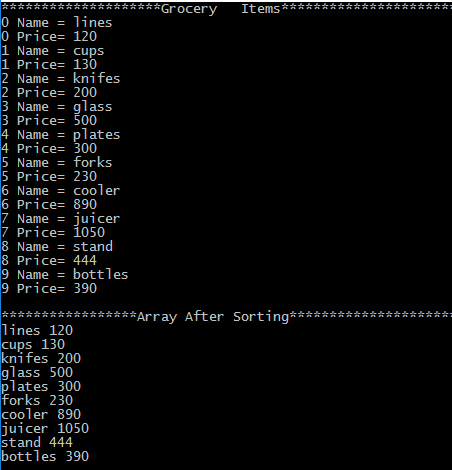 ********************Grocery   Items**********************
0 Name = lines
0 Price= 120
1 Name = cups
1 Price= 130
2 Name = knifes
2 Price= 200
3 Name = glass
3 Price= 500
4 Name = plates
4 Price= 300
5 Name = forks
5 Price= 230
6 Name = cooler
6 Price= 890
7 Name = juicer
7 Price= 1050
8 Name = stand
8 Price= 444
9 Name = bottles
9 Price= 390
*****************Array After Sorting*********************
lines 120
cups 130
knifes 200
glass 500
plates 300
forks 230
cooler 890
juicer 1050
stand 444
bottles 390